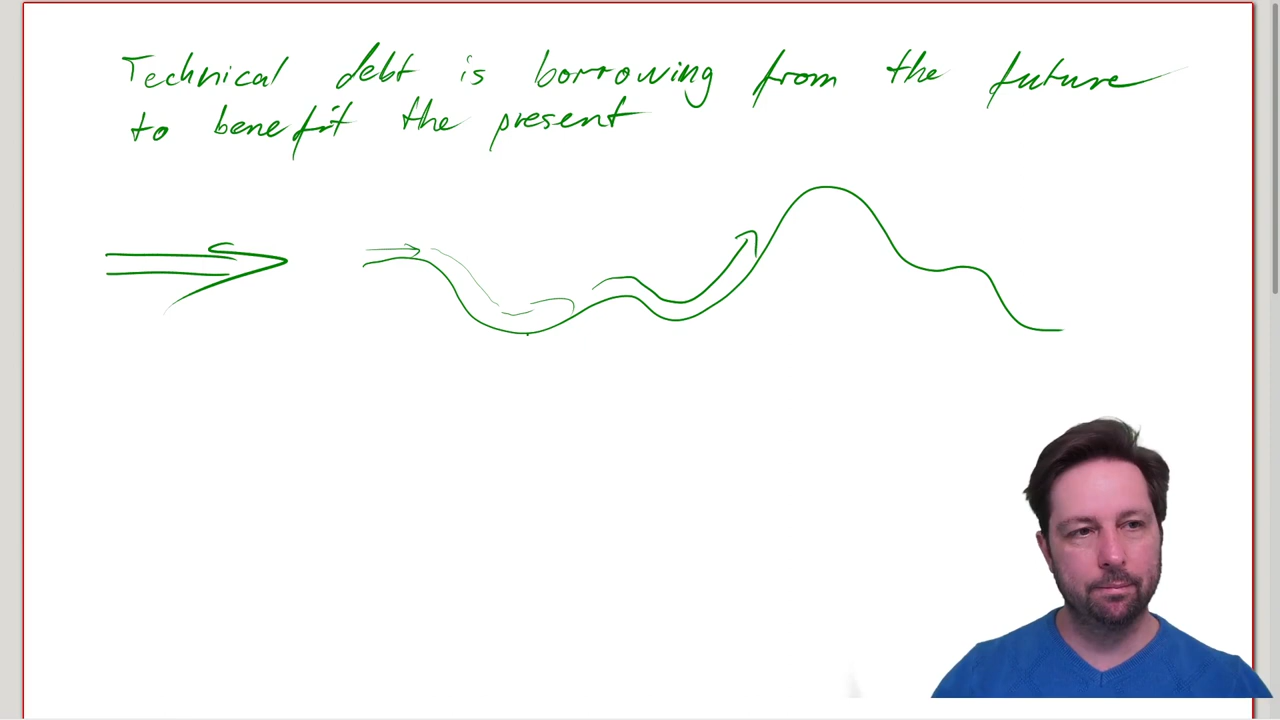 Technical debt is borrowing from the future
to benefit the present